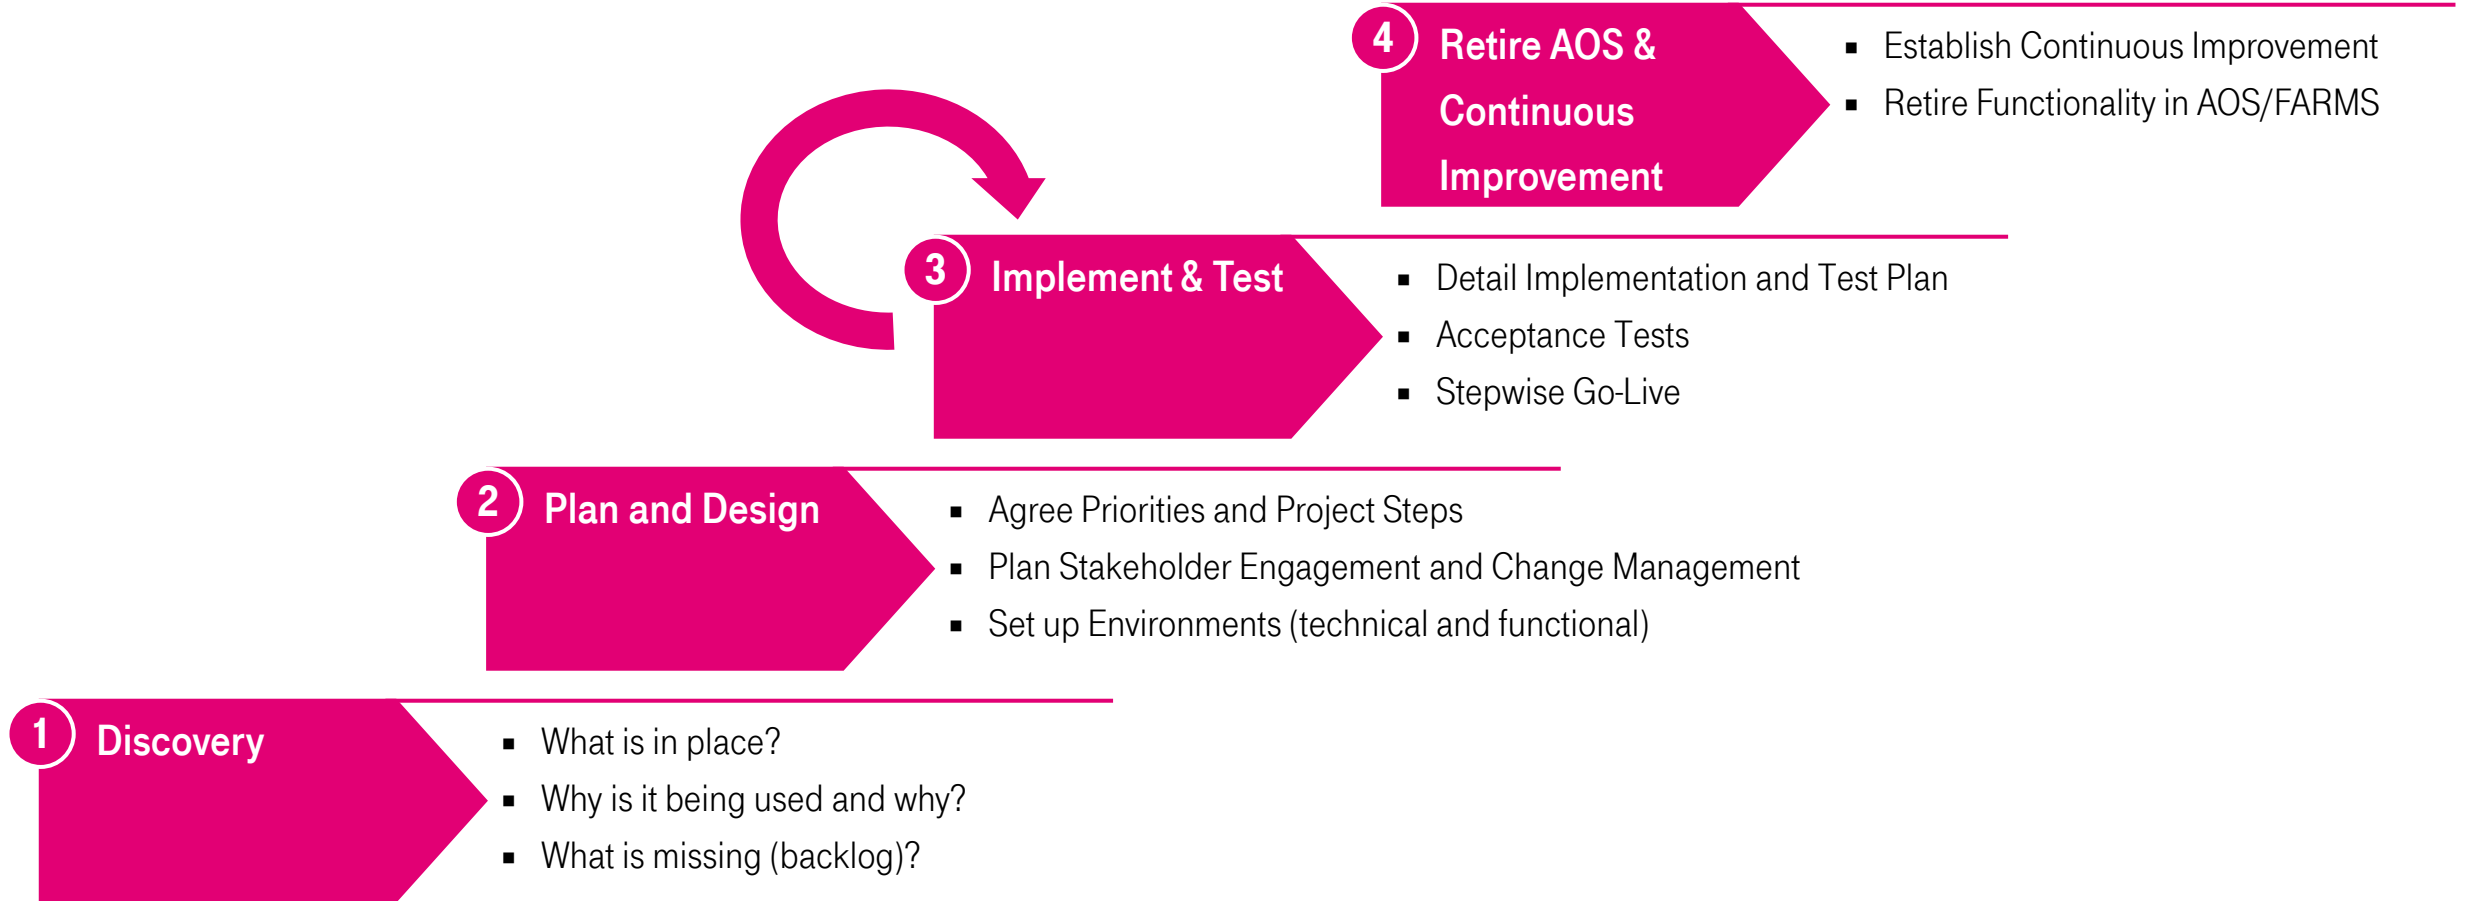 4
Retire AOS &
Continuous
Improvement
▪ Establish Continuous Improvement
▪ Retire Functionality in AOS/FARMS
3
Implement & Test
▪ Detail Implementation and Test Plan
▪ Acceptance Tests
▪ Stepwise Go-Live
2
Plan and Design
▪ Agree Priorities and Project Steps
▪ Plan Stakeholder Engagement and Change Management
▪ Set up Environments (technical and functional)
1
Discovery
▪ What is in place?
▪ Why is it being used and why?
▪ What is missing (backlog)?